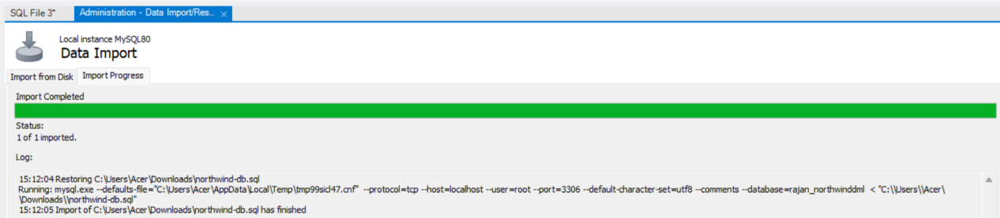 SQL File 3*
Administration - Data Import/Res... ×
Local instance MySQL80
Data Import
Import from Disk
Import Progress
Import Completed
Status:
1 of 1 imported.
Log:
15:12:04 Restoring C:\Users\Acer\Downloads\northwind-db.sql
Running: mysql.exe --defaults-file="C:\Users\Acer\AppData\Local\Temp\tmp99sicl47.cnf"  --protocol=tcp --host=localhost --user=root --port=3306 --default-character-set=utf8 --comments --database=rajan_northwinddml  < "C:\\Users\\Acer\
\Downloads\\northwind-db.sql"
15:12:05 Import of C:\Users\Acer\Downloads\northwind-db.sql has finished